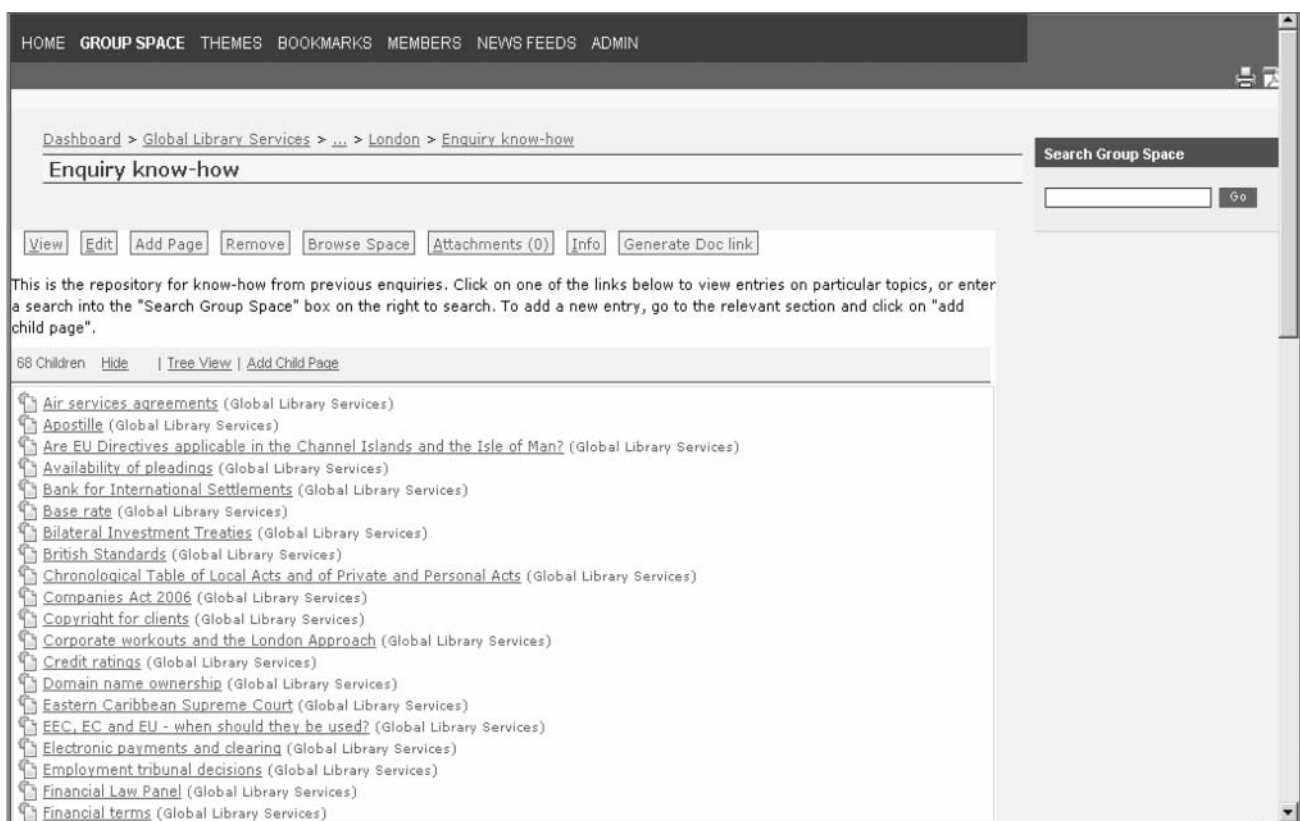 HOME GROUP SPACE THEMES BOOKMARKS MEMBERS NEWS FEEDS ADMIN
Dashboard > Global Library Services > ... > London > Enquiry know-how
Enquiry know-how
Search Group Space
Go
View Edit Add Page Remove Browse Space Attachments (0) Info Generate Doc link
This is the repository for know-how from previous enquiries. Click on one of the links below to view entries on particular topics, or enter
a search into the "Search Group Space" box on the right to search. To add a new entry, go to the relevant section and click on "add
child page".
68 Children Hide | Tree View | Add Child Page
Air services agreements (Global Library Services)
Apostille (Global Library Services)
Are EU Directives applicable in the Channel Islands and the Isle of Man? (Global Library Services)
Availability of pleadings (Global Library Services)
Bank for International Settlements (Global Library Services)
Base rate (Global Library Services)
Bilateral Investment Treaties (Global Library Services)
British Standards (Global Library Services)
Chronological Table of Local Acts and of Private and Personal Acts (Global Library Services)
Companies Act 2006 (Global Library Services)
Copyright for clients (Global Library Services)
Corporate workouts and the London Approach (Global Library Services)
Credit ratings (Global Library Services)
Domain name ownership (Global Library Services)
Eastern Caribbean Supreme Court (Global Library Services)
EEC, EC and EU - when should they be used? (Global Library Services)
Electronic payments and clearing (Global Library Services)
Employment tribunal decisions (Global Library Services)
Financial Law Panel (Global Library Services)
Financial terms (Global Library Services)